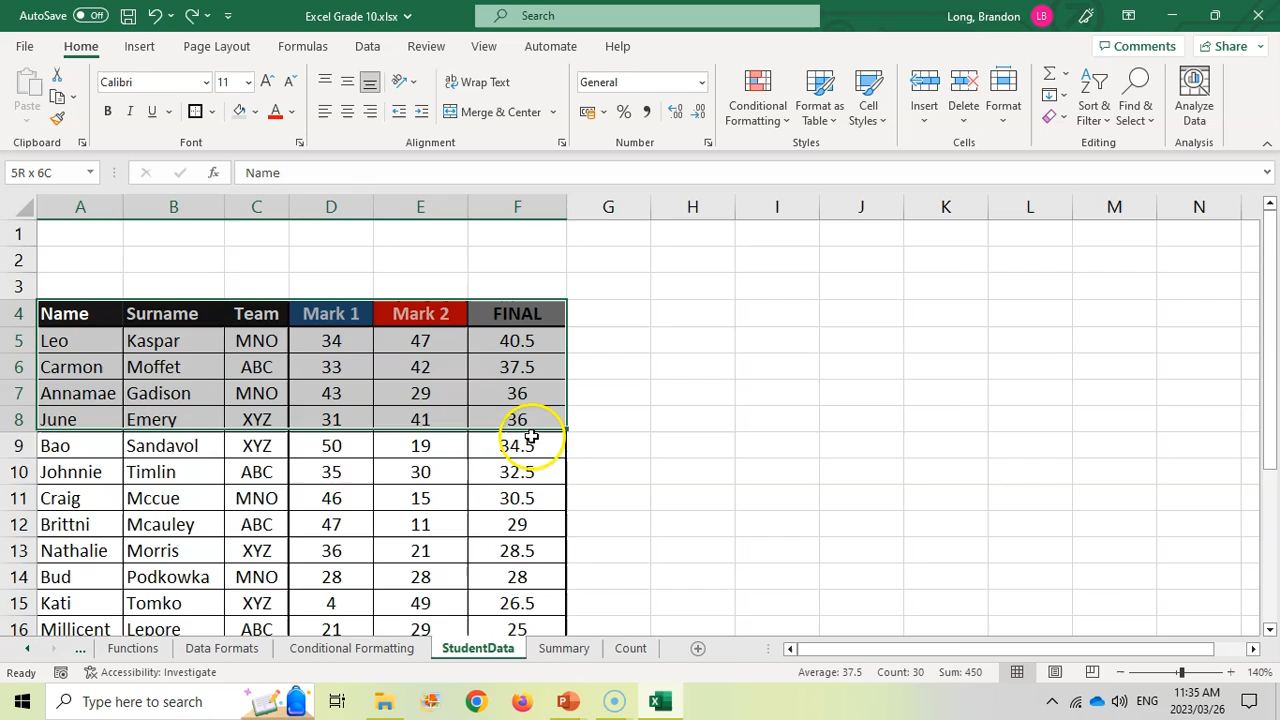 AutoSave Off Excel Grade 10.xlsx Search Long, Brandon LB
File Home Insert Page Layout Formulas Data Review View Automate Help Comments Share
Paste Calibri 11 Wrap Text General Conditional Formatting Format as Table Cell Styles Insert Delete Format Sort & Filter Find & Select Analyze Data
B I U Merge & Center
Clipboard Font Alignment Number Styles Cells Editing Analysis
5R x 6C fx Name
A B C D E F G H I J K L M N
1
2
3
4 Name Surname Team Mark 1 Mark 2 FINAL
5 Leo Kaspar MNO 34 47 40.5
6 Carmon Moffet ABC 33 42 37.5
7 Annamae Gadison MNO 43 29 36
8 June Emery XYZ 31 41 36
9 Bao Sandavol XYZ 50 19 34.5
10 Johnnie Timlin ABC 35 30 32.5
11 Craig Mccue MNO 46 15 30.5
12 Brittni Mcauley ABC 47 11 29
13 Nathalie Morris XYZ 36 21 28.5
14 Bud Podkowka MNO 28 28 28
15 Kati Tomko XYZ 4 49 26.5
16 Millicent Lepore ABC 21 29 25
... Functions Data Formats Conditional Formatting StudentData Summary Count
Ready Accessibility: Investigate Average: 37.5 Count: 30 Sum: 450 140%
Type here to search ENG 11:35 AM
2023/03/26